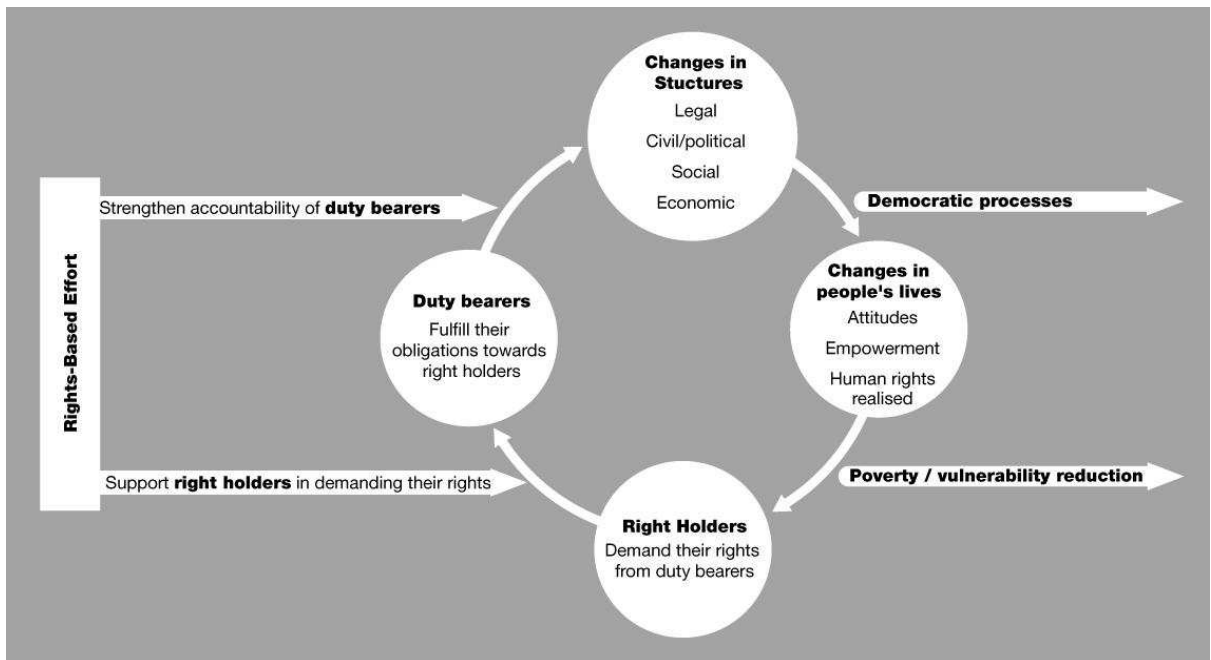 Changes in
Stuctures
Legal
Civil/political
Social
Economic
Rights-Based Effort
Strengthen accountability of duty bearers
Democratic processes
Duty bearers
Fulfill their
obligations towards
right holders
Changes in
people's lives
Attitudes
Empowerment
Human rights
realised
Support right holders in demanding their rights
Poverty / vulnerability reduction
Right Holders
Demand their rights
from duty bearers